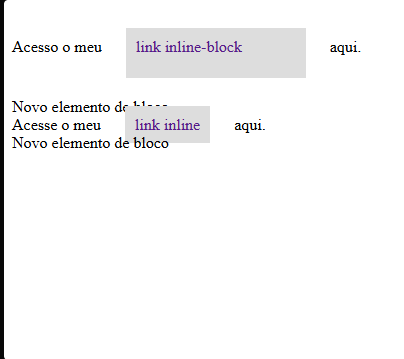 Acesso o meu link inline-block aqui.
Novo elemento de bloco
Acesse o meu link inline aqui.
Novo elemento de bloco